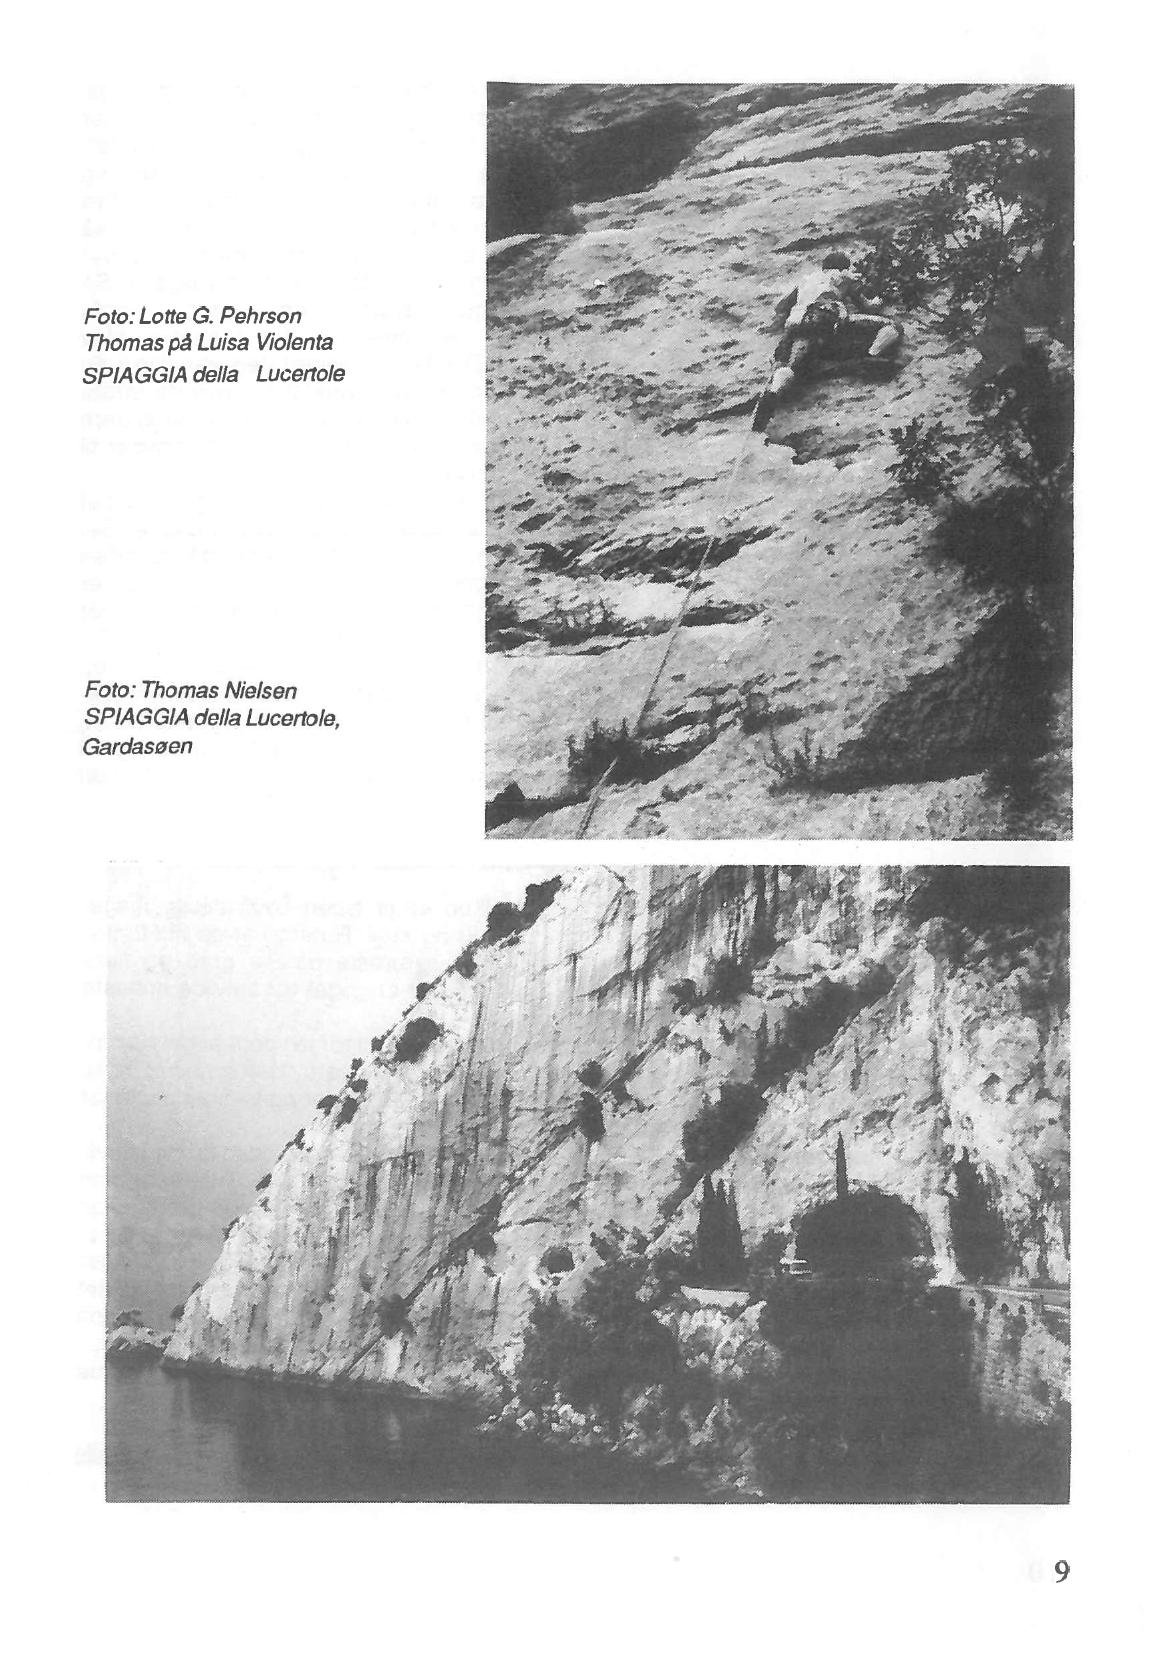 Foto: Lotte G. Pehrson
Thomas på Luisa Violenta
SPIAGGIA della Lucertole
Foto: Thomas Nielsen
SPIAGGIA della Lucertole,
Gardasøen
9